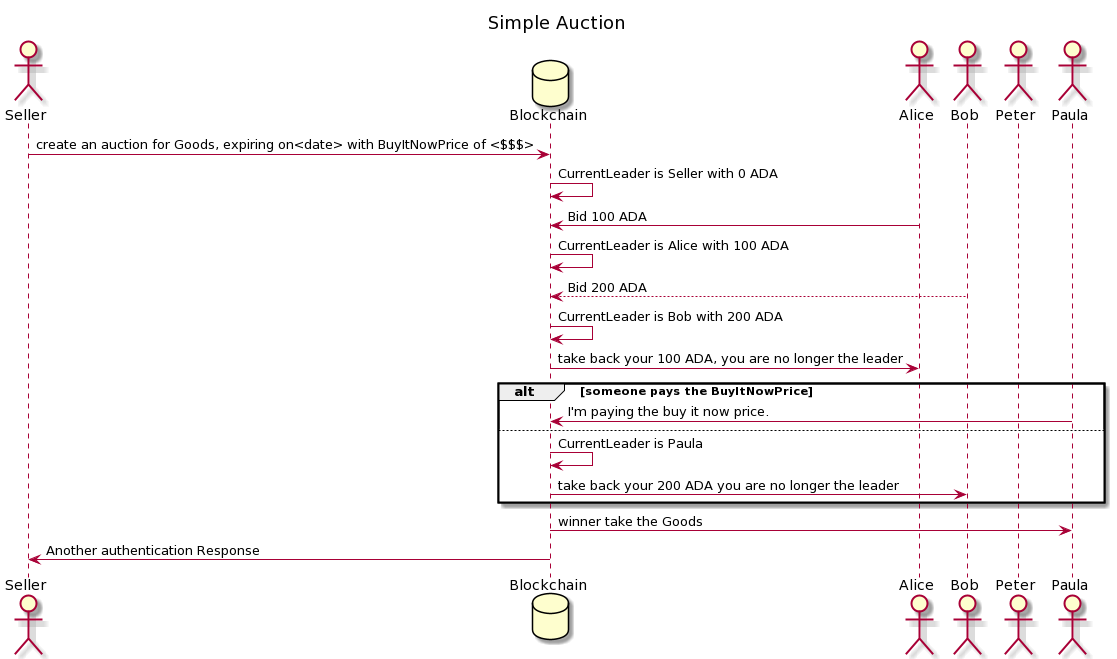 Simple Auction
Seller
Blockchain
Alice
Bob
Peter
Paula
create an auction for Goods, expiring on<date> with BuyItNowPrice of <$$$>
CurrentLeader is Seller with 0 ADA
Bid 100 ADA
CurrentLeader is Alice with 100 ADA
Bid 200 ADA
CurrentLeader is Bob with 200 ADA
take back your 100 ADA, you are no longer the leader
alt
[someone pays the BuyItNowPrice]
I'm paying the buy it now price.
CurrentLeader is Paula
take back your 200 ADA you are no longer the leader
winner take the Goods
Another authentication Response
Seller
Blockchain
Alice
Bob
Peter
Paula